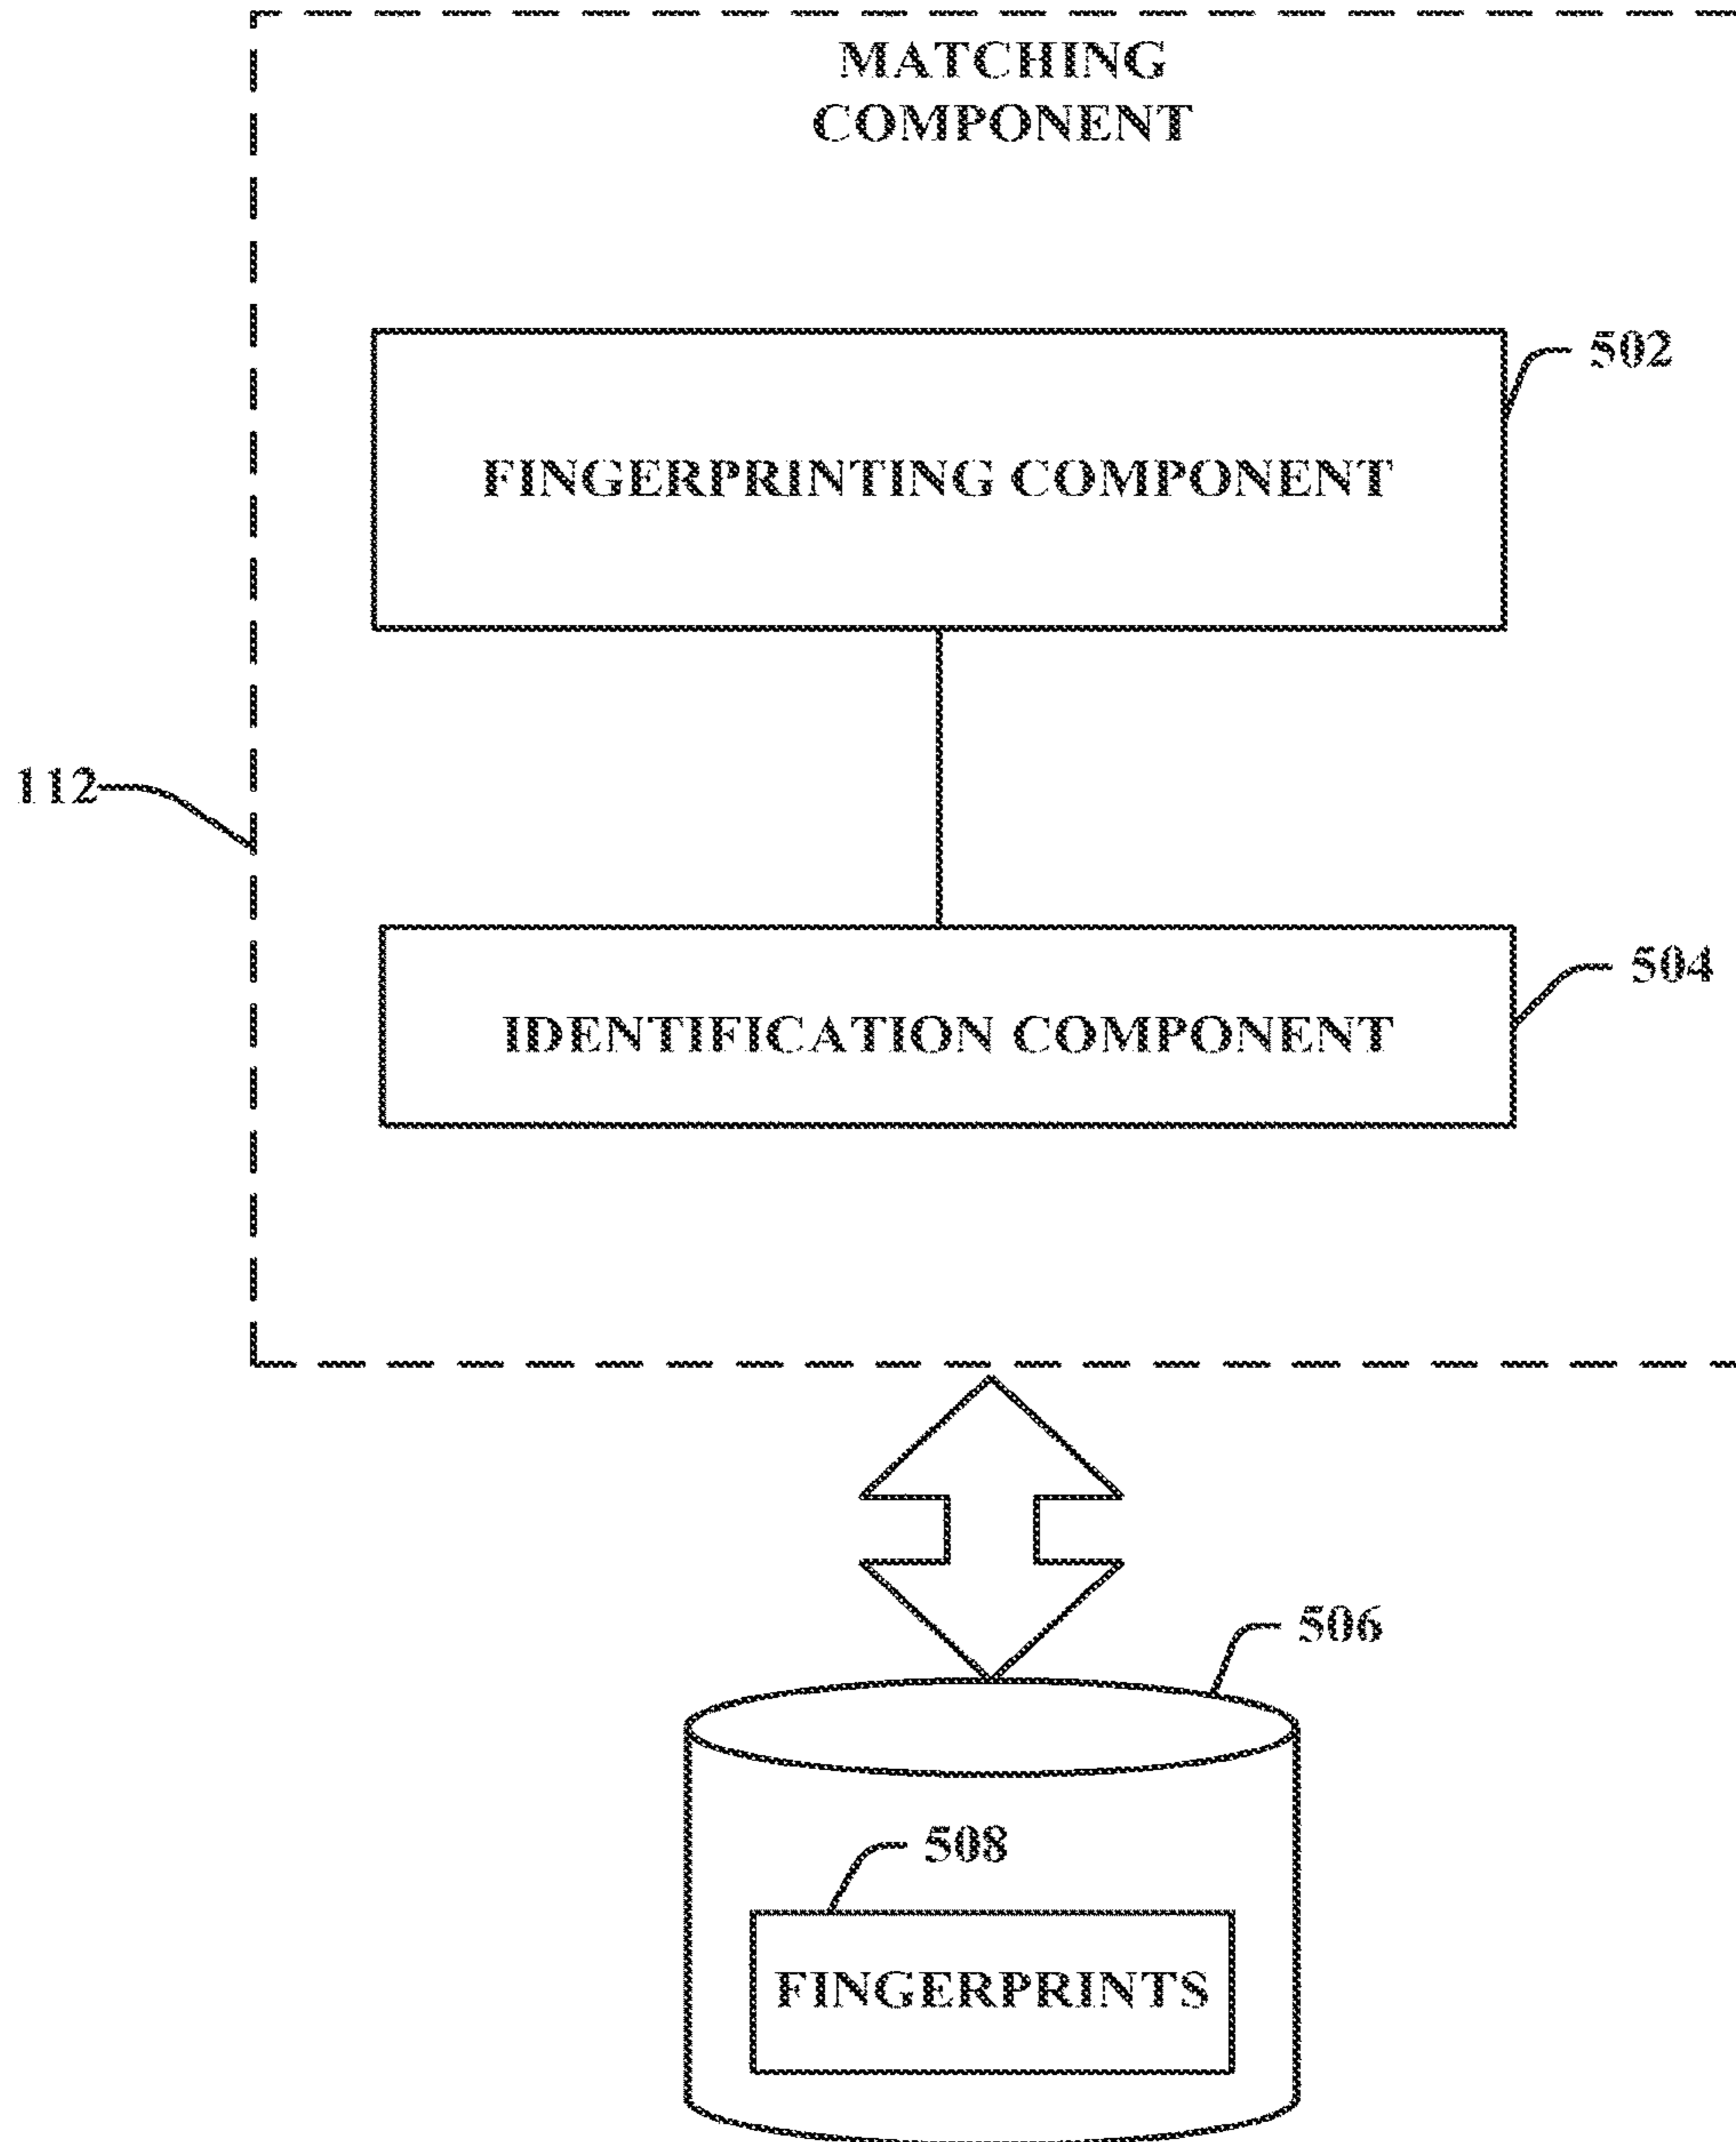 MATCHING
COMPONENT
502
FINGERPRINTING COMPONENT
112
504
IDENTIFICATION COMPONENT
506
508
FINGERPRINTS